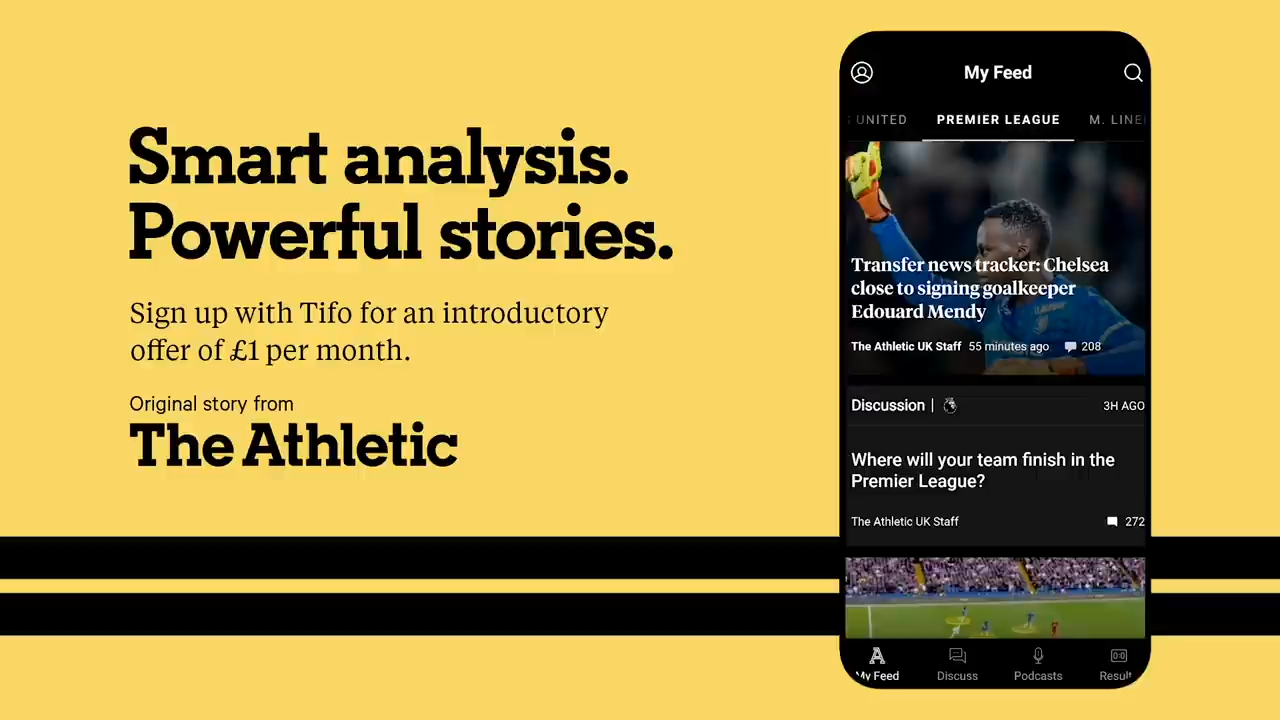 Smart analysis.
Powerful stories.
Sign up with Tifo for an introductory
offer of £1 per month.
Original story from
The Athletic
My Feed
UNITED
PREMIER LEAGUE
M. LINE
Transfer news tracker: Chelsea
close to signing goalkeeper
Edouard Mendy
The Athletic UK Staff 55 minutes ago 208
Discussion | 3H AGO
Where will your team finish in the
Premier League?
The Athletic UK Staff 272
My Feed
Discuss
Podcasts
Result